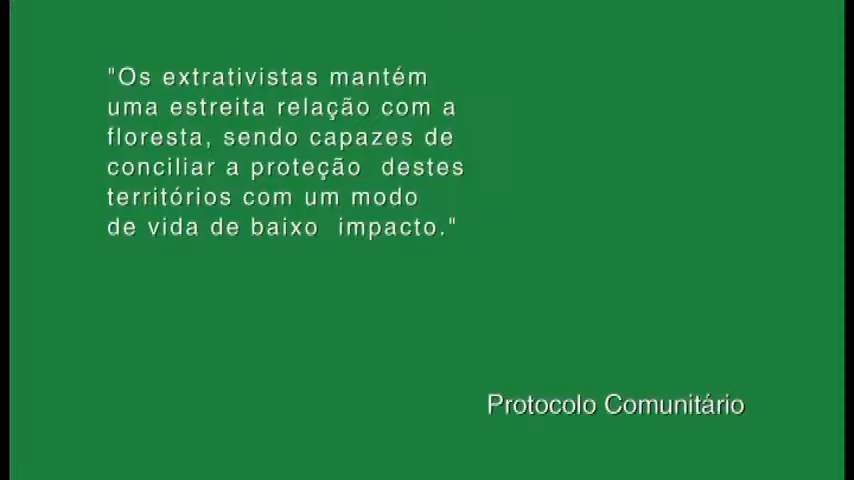 "Os extrativistas mantém
uma estreita relação com a
floresta, sendo capazes de
conciliar a proteção  destes
territórios com um modo
de vida de baixo  impacto."
Protocolo Comunitário